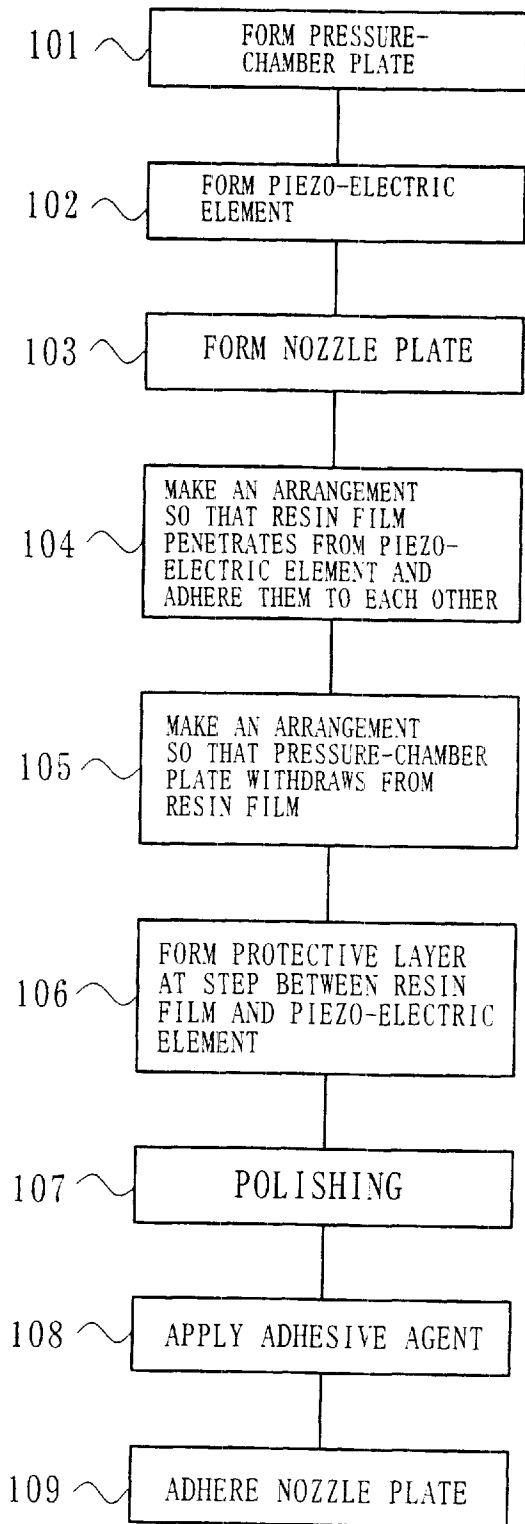 101
FORM PRESSURE-
CHAMBER PLATE
102
FORM PIEZO-ELECTRIC
ELEMENT
103
FORM NOZZLE PLATE
104
MAKE AN ARRANGEMENT
SO THAT RESIN FILM
PENETRATES FROM PIEZO-
ELECTRIC ELEMENT AND
ADHERE THEM TO EACH OTHER
105
MAKE AN ARRANGEMENT
SO THAT PRESSURE-CHAMBER
PLATE WITHDRAWS FROM
RESIN FILM
106
FORM PROTECTIVE LAYER
AT STEP BETWEEN RESIN
FILM AND PIEZO-ELECTRIC
ELEMENT
107
POLISHING
108
APPLY ADHESIVE AGENT
109
ADHERE NOZZLE PLATE